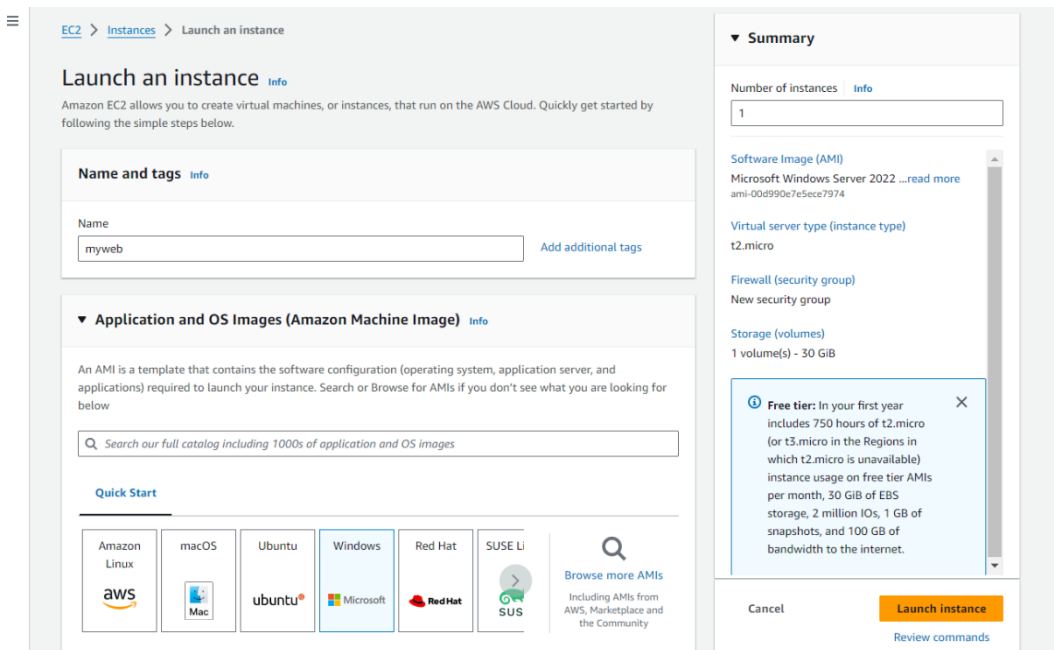 EC2 > Instances > Launch an instance
Launch an instance Info
Amazon EC2 allows you to create virtual machines, or instances, that run on the AWS Cloud. Quickly get started by
following the simple steps below.
Name and tags Info
Name
myweb
Add additional tags
Application and OS Images (Amazon Machine Image) Info
An AMI is a template that contains the software configuration (operating system, application server, and
applications) required to launch your instance. Search or Browse for AMIs if you don't see what you are looking for
below
Search our full catalog including 1000s of application and OS images
Quick Start
Amazon
Linux
aws
macOS
Mac
Ubuntu
ubuntu
Windows
Microsoft
Red Hat
Red Hat
SUSE Li
SUS
Browse more AMIs
Including AMIs from
AWS, Marketplace and
the Community
Summary
Number of instances Info
1
Software Image (AMI)
Microsoft Windows Server 2022 ...read more
ami-00d990e7e5ece7974
Virtual server type (instance type)
t2.micro
Firewall (security group)
New security group
Storage (volumes)
1 volume(s) - 30 GiB
Free tier: In your first year
includes 750 hours of t2.micro
(or t3.micro in the Regions in
which t2.micro is unavailable)
instance usage on free tier AMIs
per month, 30 GiB of EBS
storage, 2 million IOs, 1 GB of
snapshots, and 100 GB of
bandwidth to the internet.
Cancel
Launch instance
Review commands